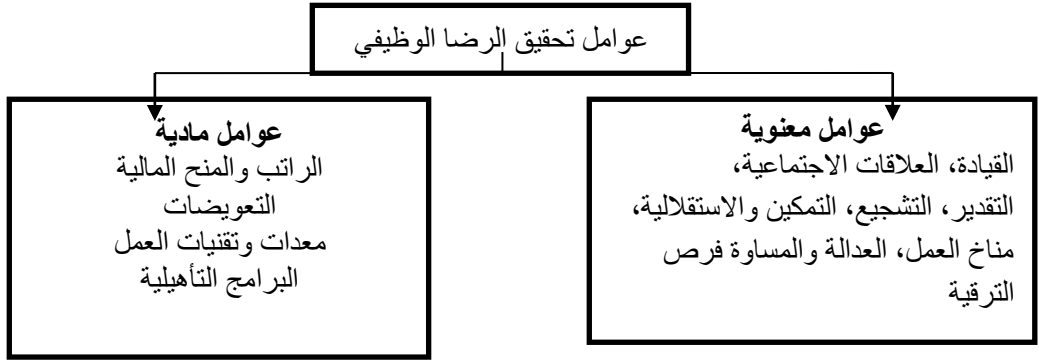 عوامل تحقيق الرضا الوظيفي
عوامل معنوية
القيادة، العلاقات الاجتماعية،
التقدير، التشجيع، التمكين والاستقلالية،
مناخ العمل، العدالة والمساوة فرص
الترقية
عوامل مادية
الراتب والمنح المالية
التعويضات
معدات وتقنيات العمل
البرامج التأهيلية